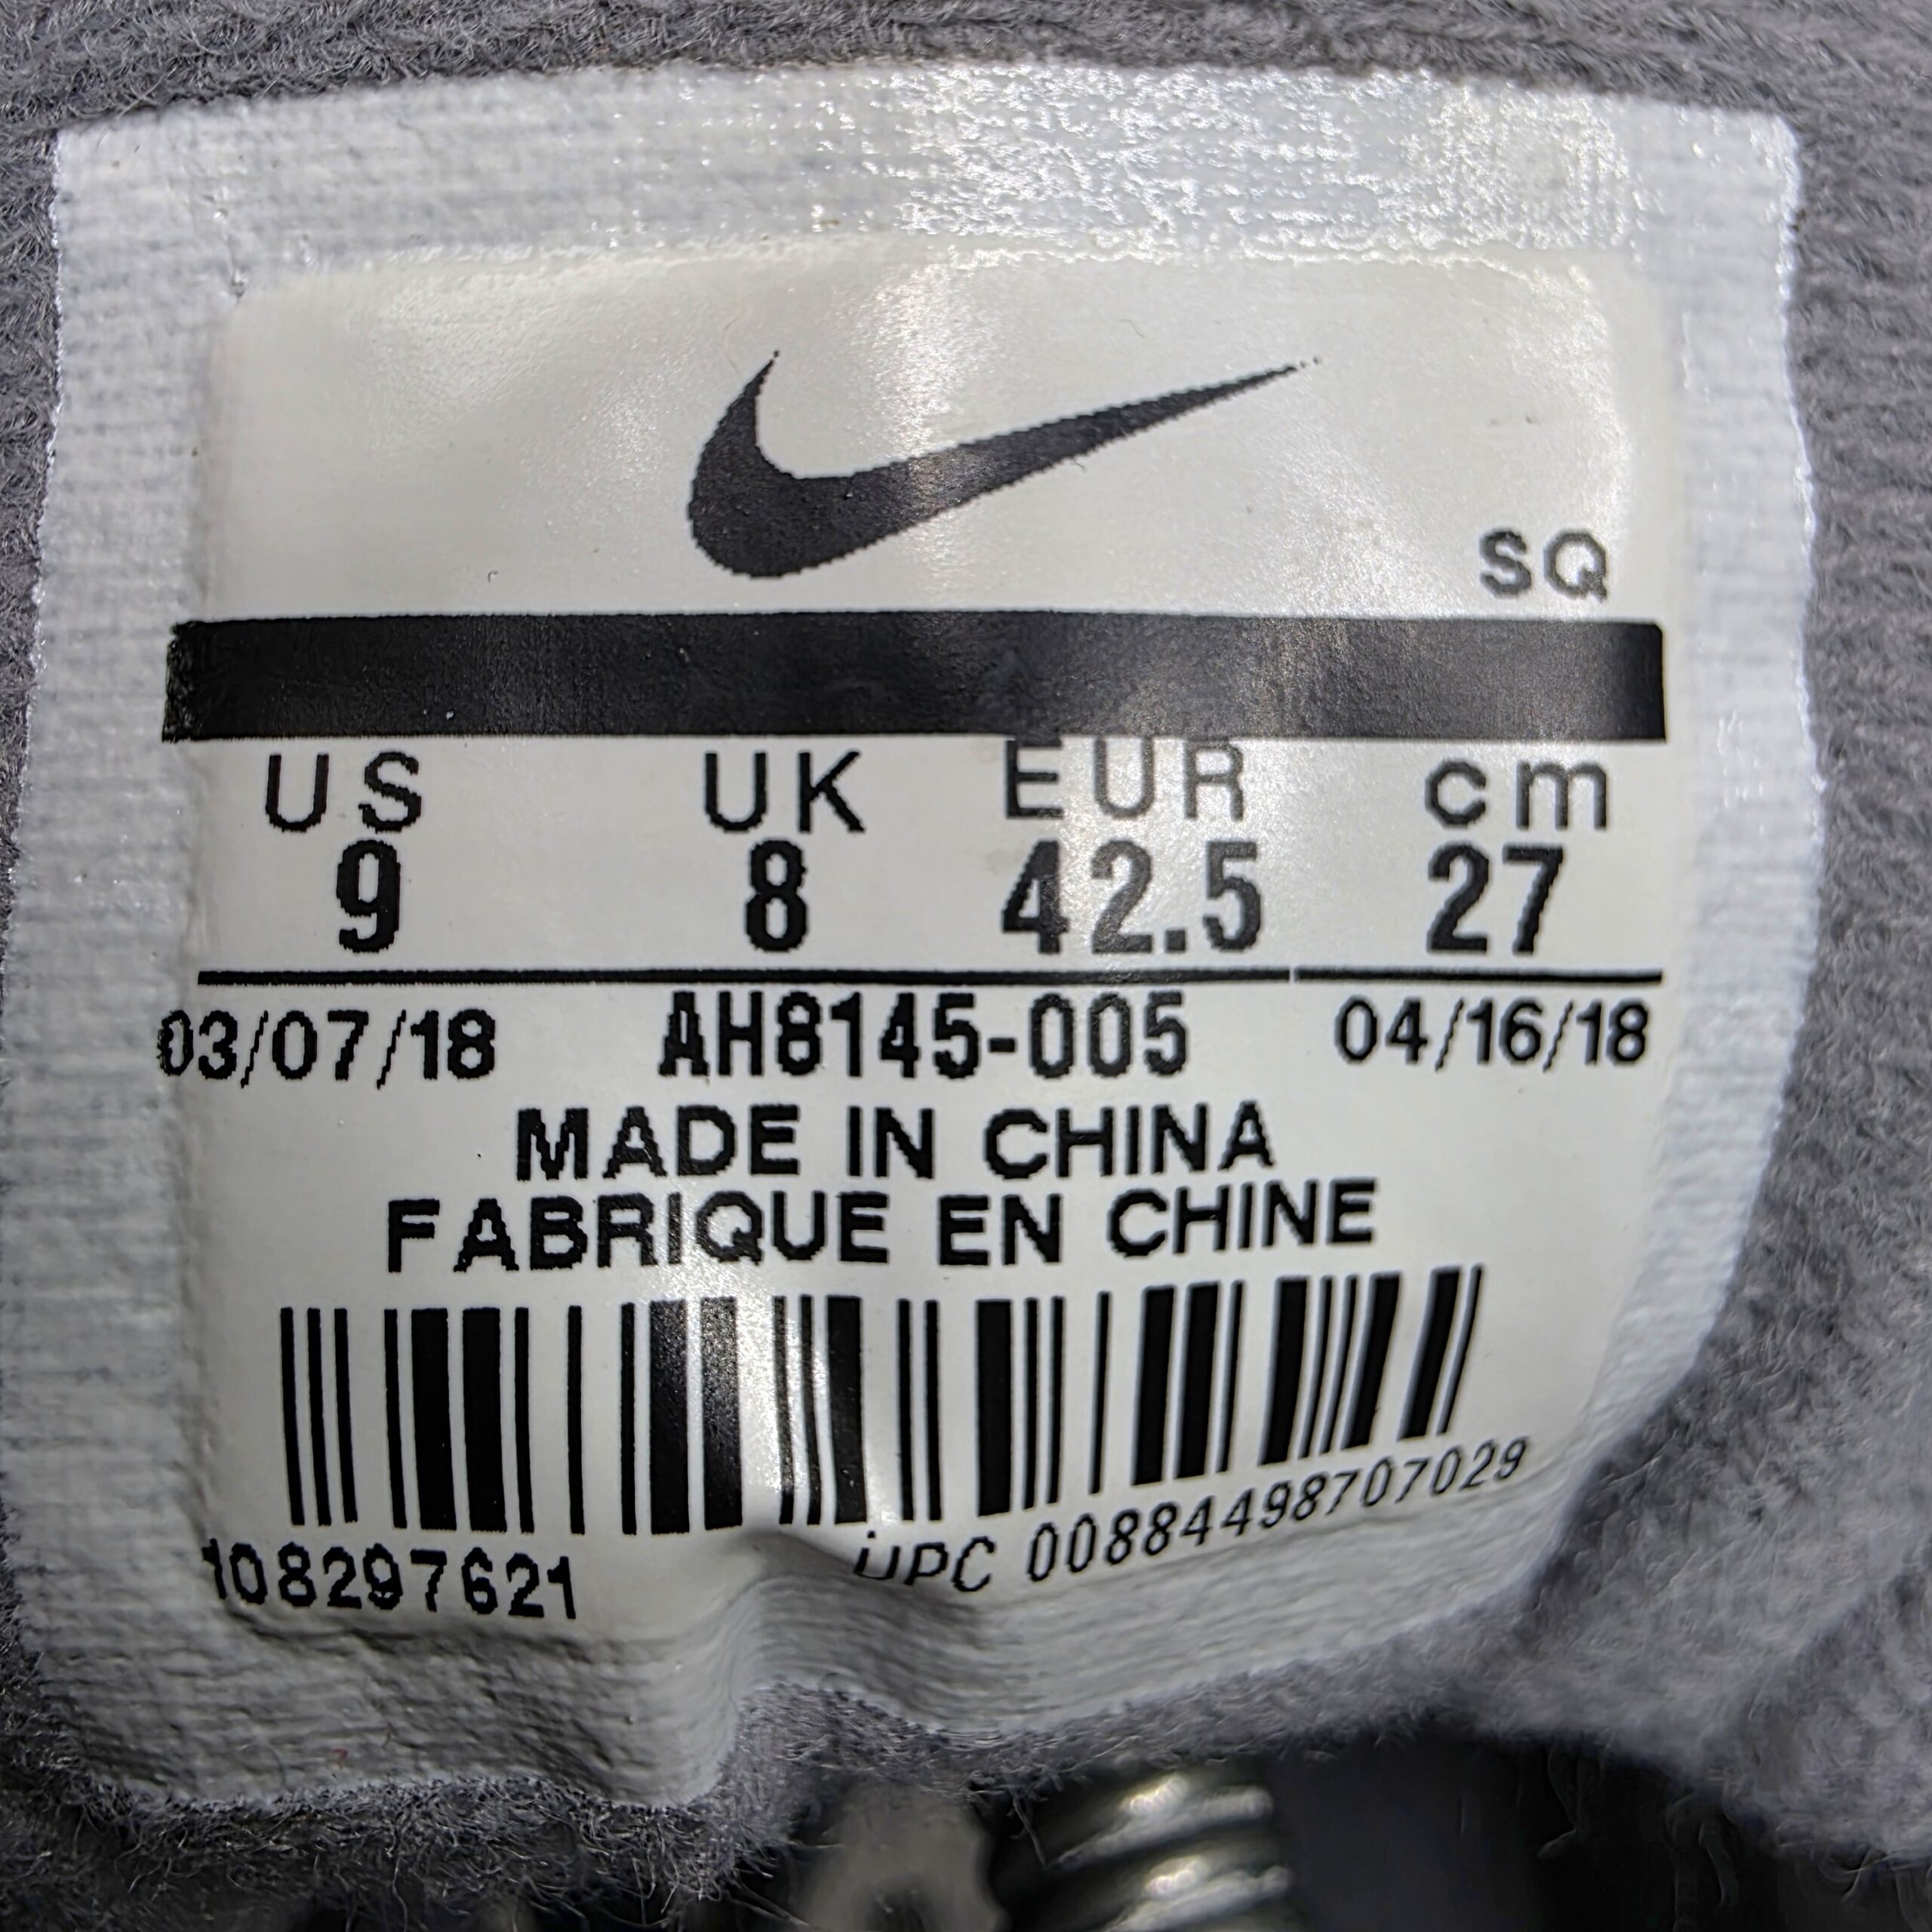 SQ
US UK EUR cm
9 8 42.5 27
03/07/18 AH8145-005 04/16/18
MADE IN CHINA
FABRIQUE EN CHINE
108297621 UPC 00884498707029